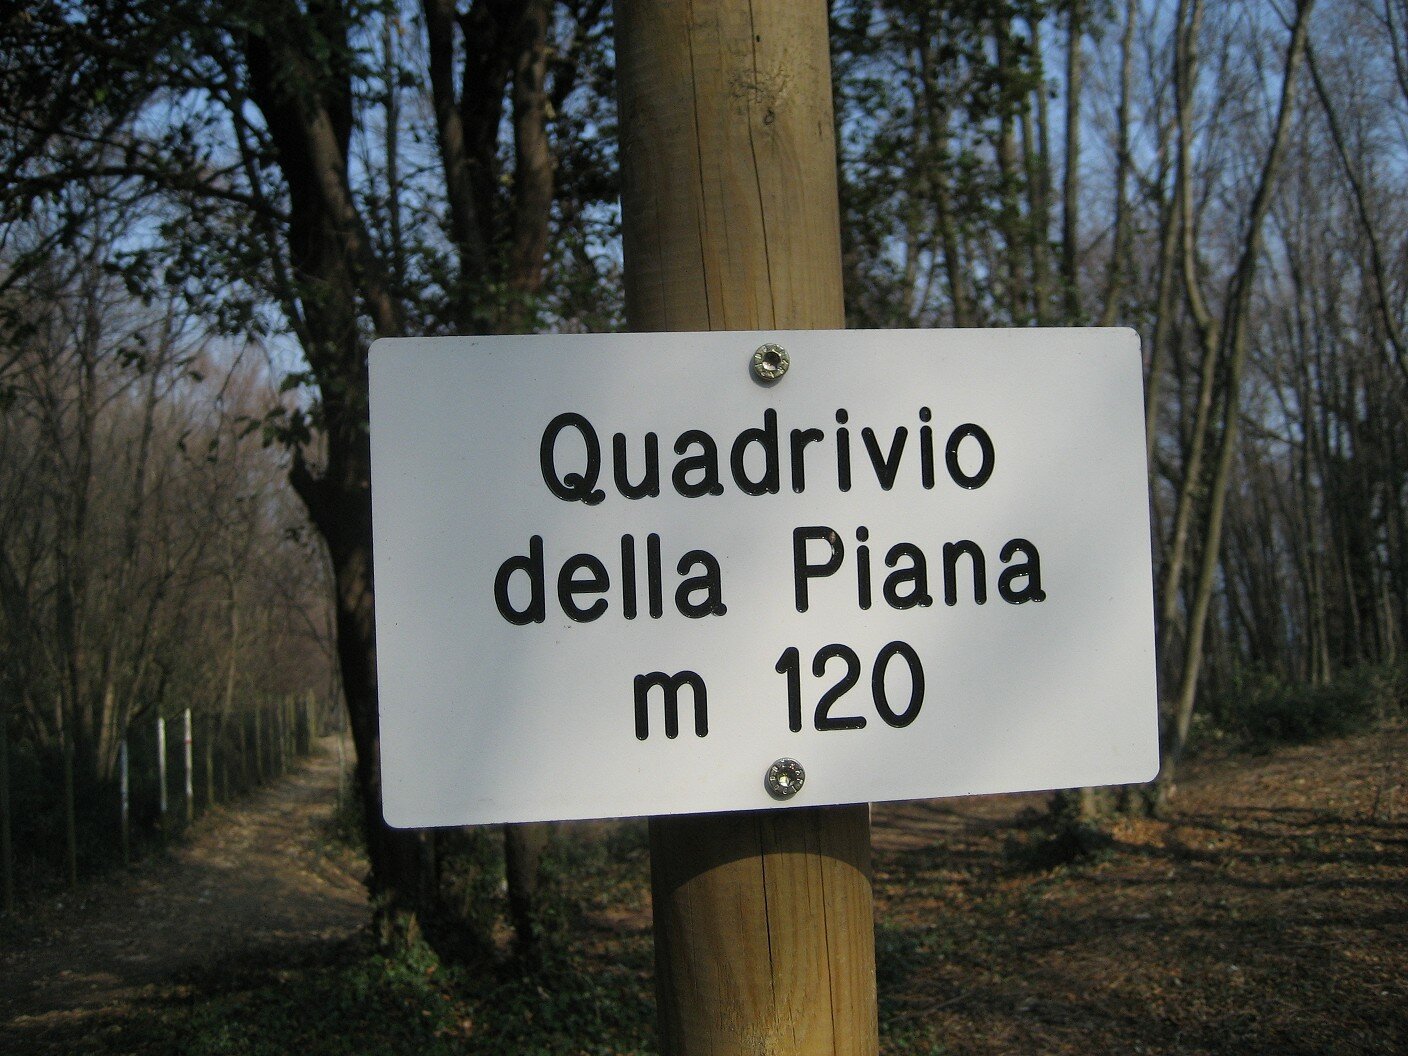 Quadrivio
della Piana
m 120